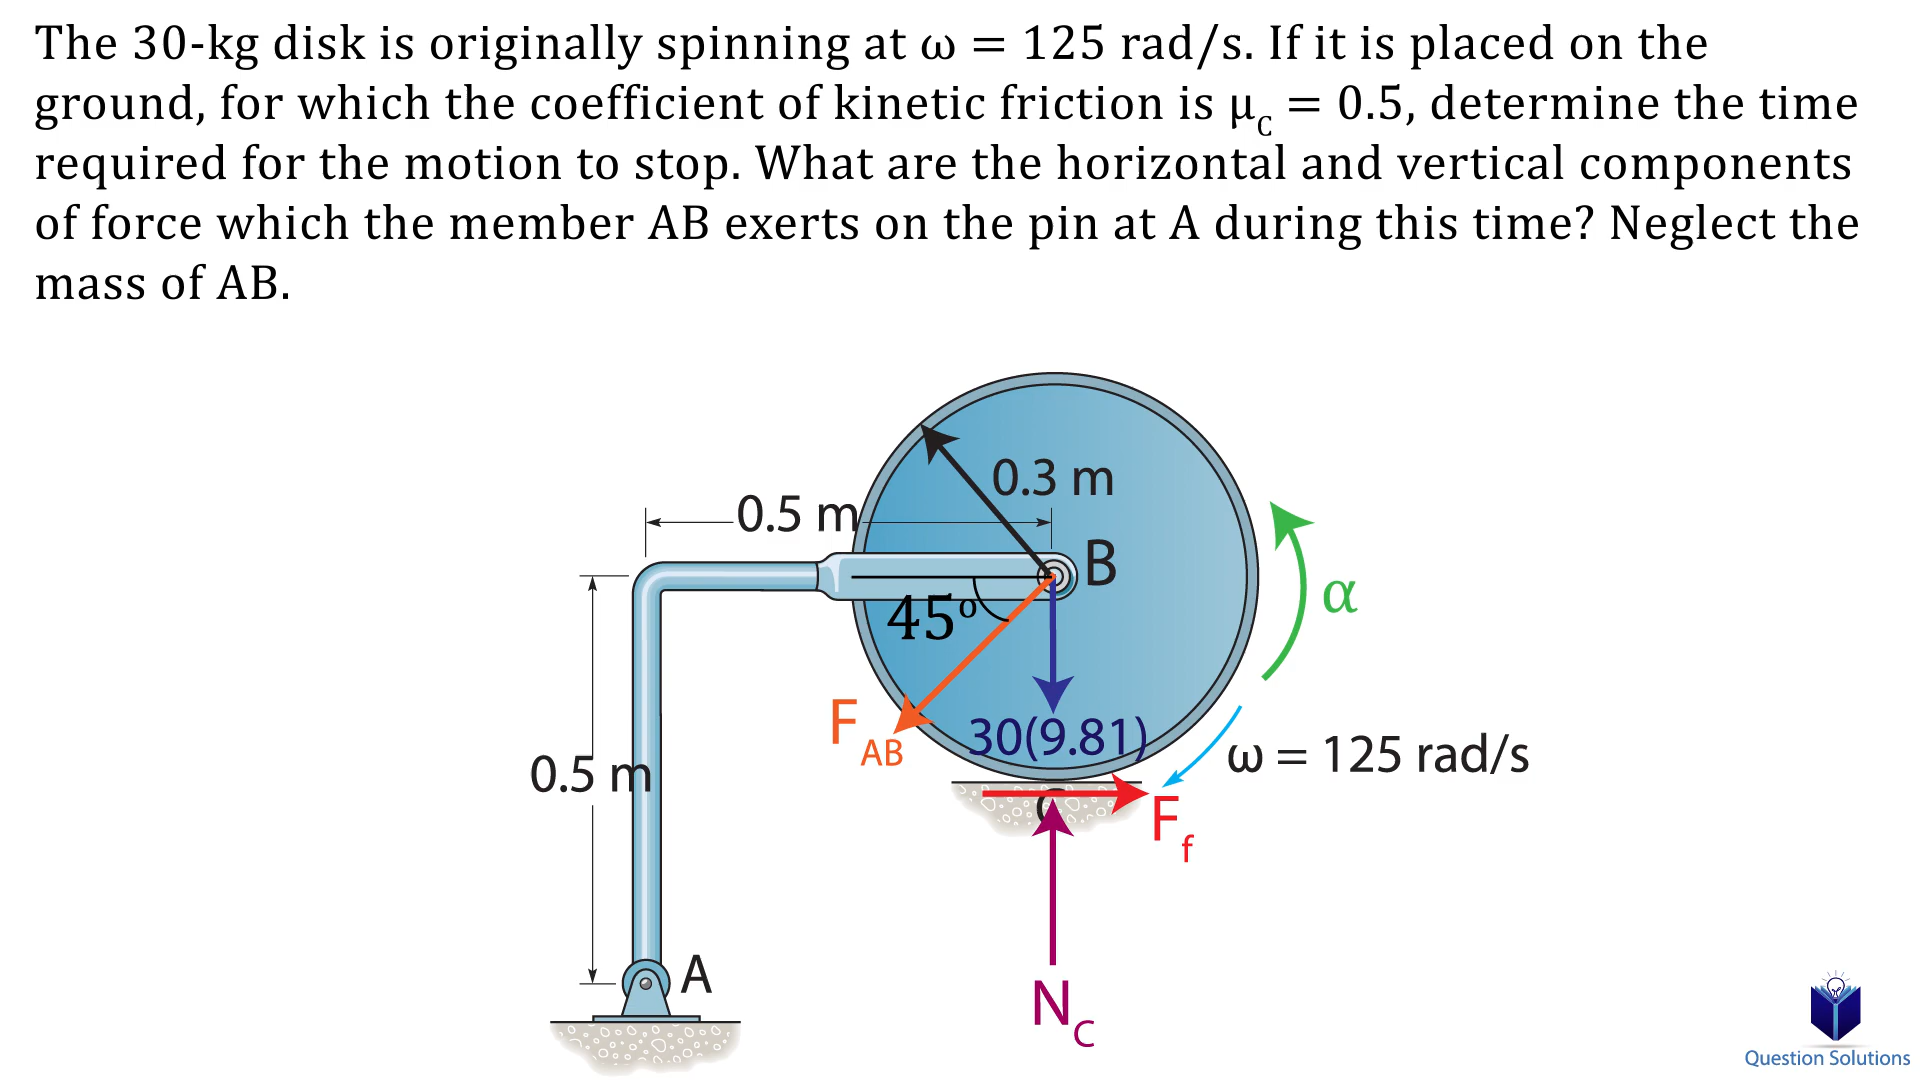 The 30-kg disk is originally spinning at ω = 125 rad/s. If it is placed on the
ground, for which the coefficient of kinetic friction is μC = 0.5, determine the time
required for the motion to stop. What are the horizontal and vertical components
of force which the member AB exerts on the pin at A during this time? Neglect the
mass of AB.
0.3 m
0.5 m
B
α
45º
FAB
30(9.81)
ω = 125 rad/s
0.5 m
C
Ff
A
NC
Question Solutions